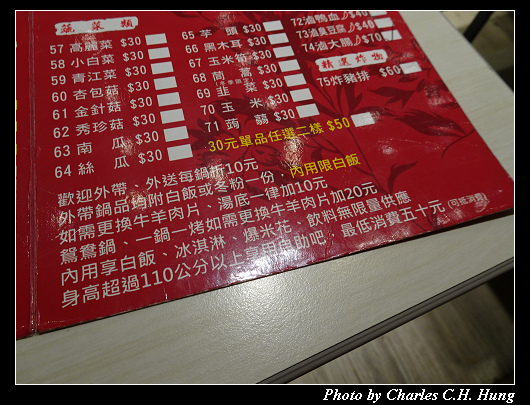 蔬菜類
57 高麗菜 $30
58 小白菜 $30
59 青江菜 $30
60 杏包菇 $30
61 金針菇 $30
62 秀珍菇 $30
63 南瓜 $30
64 絲瓜 $30
65 芋頭 $30
66 黑木耳 $30
67 玉米筍 $30
68 茼蒿 $30
69 韭菜 $30
70 玉米 $30
71 蒟蒻 $30
30元單品任選二樣 $50
72 滷鴨血 $40
73 滷臭豆腐 $40
74 滷大腸 $70
精選炸物
75 炸豬排 $60
歡迎外帶、外送每鍋折10元
外帶鍋品均附白飯或冬粉一份，內用限白飯
如需更換牛羊肉片、湯底一律加10元
鴛鴦鍋、一鍋一烤如需更換牛羊肉片加20元
內用享白飯、冰淇淋、爆米花、飲料無限量供應
身高超過110公分以上享用自助吧，最低消費五十元
Photo by Charles C.H. Hung